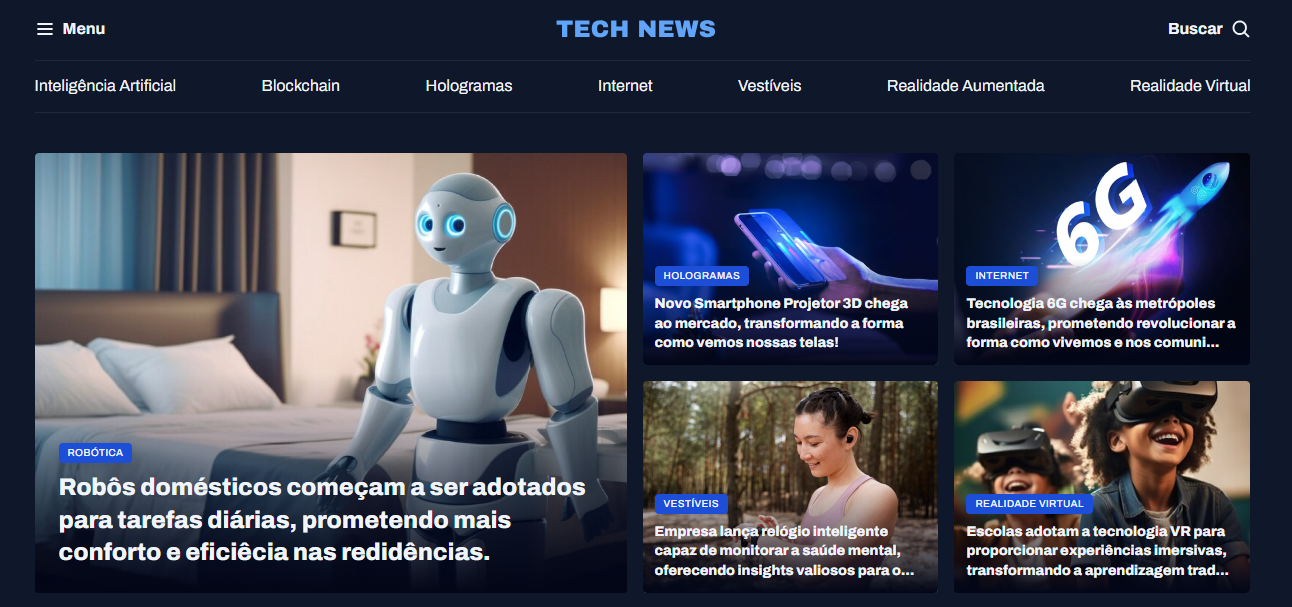 Menu
TECH NEWS
Buscar
Inteligência Artificial
Blockchain
Hologramas
Internet
Vestíveis
Realidade Aumentada
Realidade Virtual
ROBÓTICA
Robôs domésticos começam a ser adotados
para tarefas diárias, prometendo mais
conforto e eficiêcia nas redidências.
HOLOGRAMAS
Novo Smartphone Projetor 3D chega
ao mercado, transformando a forma
como vemos nossas telas!
6G
INTERNET
Tecnologia 6G chega às metrópoles
brasileiras, prometendo revolucionar a
forma como vivemos e nos comuni...
VESTÍVEIS
Empresa lança relógio inteligente
capaz de monitorar a saúde mental,
oferecendo insights valiosos para o...
REALIDADE VIRTUAL
Escolas adotam a tecnologia VR para
proporcionar experiências imersivas,
transformando a aprendizagem trad...